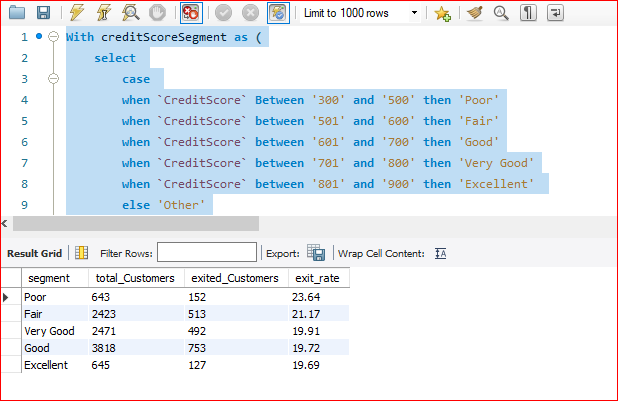 Limit to 1000 rows
1 With creditScoreSegment as (
2 select
3 case
4 when `CreditScore` Between '300' and '500' then 'Poor'
5 when `CreditScore` between '501' and '600' then 'Fair'
6 when `CreditScore` between '601' and '700' then 'Good'
7 when `CreditScore` between '701' and '800' then 'Very Good'
8 when `CreditScore` between '801' and '900' then 'Excellent'
9 else 'Other'
Result Grid Filter Rows: Export: Wrap Cell Content:
segment total_Customers exited_Customers exit_rate
Poor 643 152 23.64
Fair 2423 513 21.17
Very Good 2471 492 19.91
Good 3818 753 19.72
Excellent 645 127 19.69